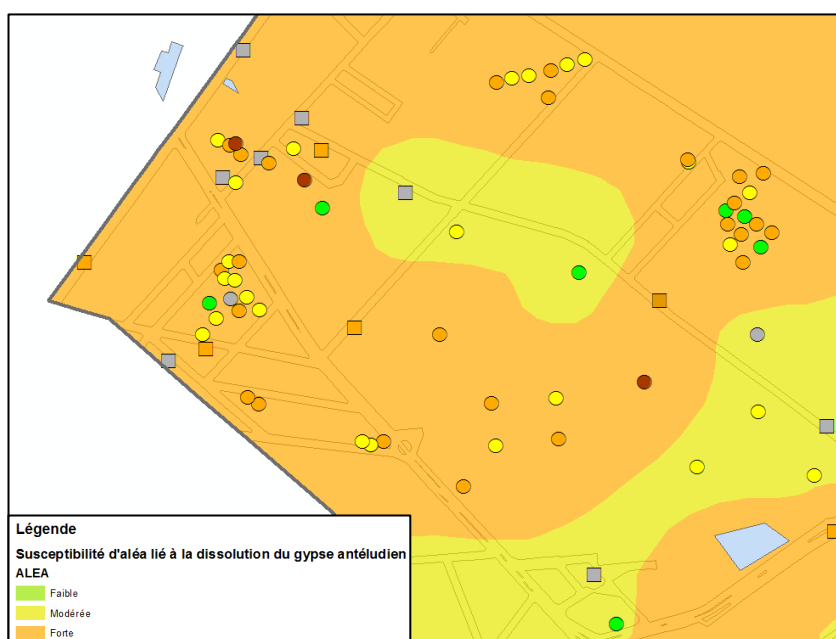 Légende
Susceptibilité d'aléa lié à la dissolution du gypse antéludien
ALEA
Faible
Modérée
Forte